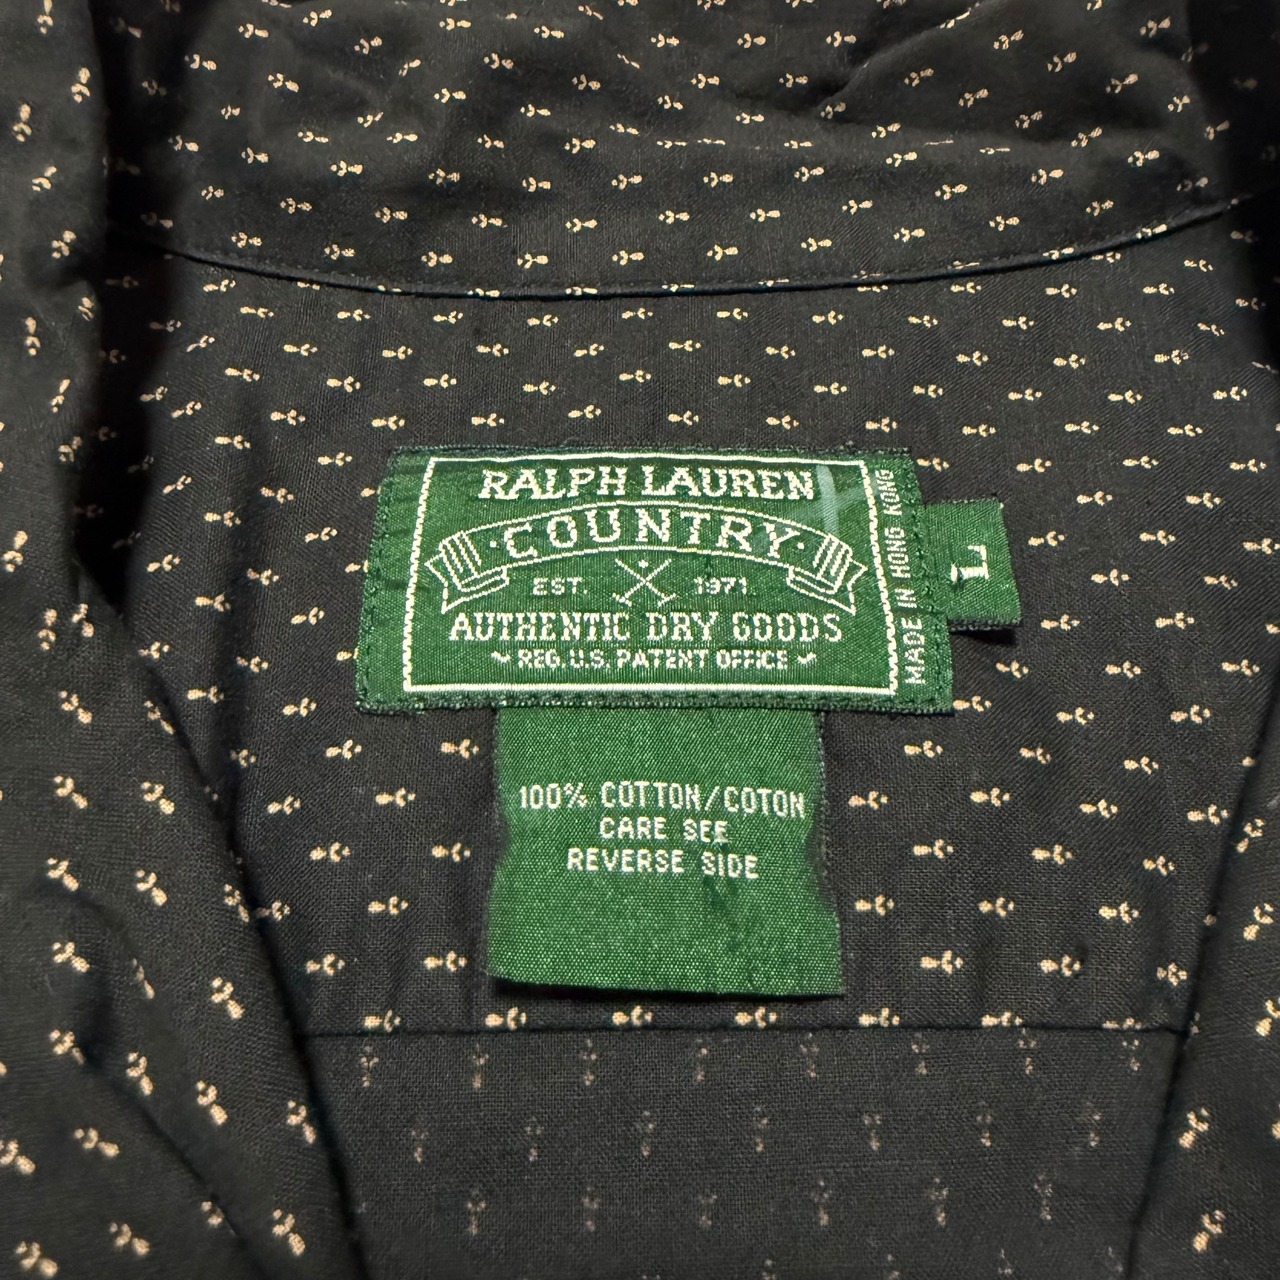 RALPH LAUREN
·COUNTRY·
EST. 1971
AUTHENTIC DRY GOODS
~ REG. U.S. PATENT OFFICE ~
MADE IN HONG KONG
L
100% COTTON/COTON
CARE SEE
REVERSE SIDE